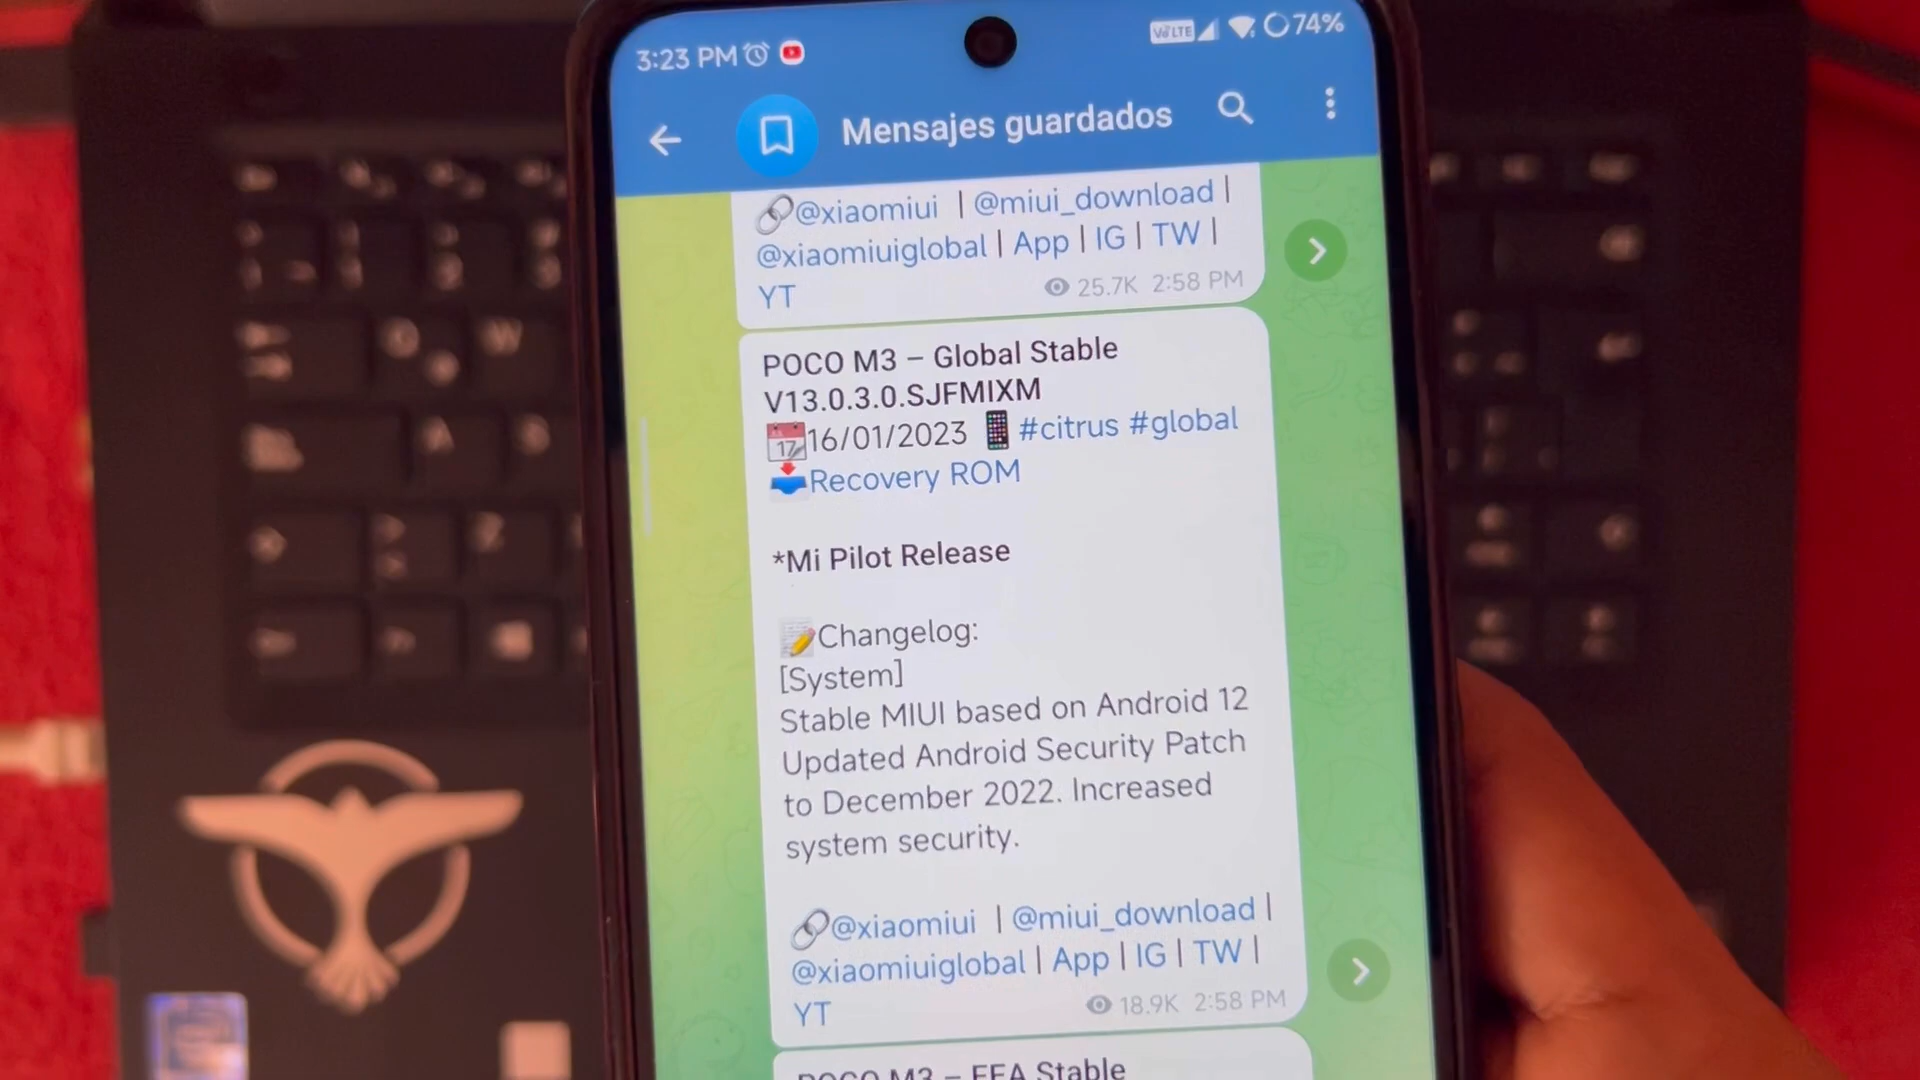 3:23 PM
VoLTE
74%
Mensajes guardados
@xiaomiui | @miui_download |
@xiaomiuiglobal | App | IG | TW |
YT
25.7K 2:58 PM
POCO M3 – Global Stable
V13.0.3.0.SJFMIXM
17
16/01/2023 #citrus #global
Recovery ROM
*Mi Pilot Release
Changelog:
[System]
Stable MIUI based on Android 12
Updated Android Security Patch
to December 2022. Increased
system security.
@xiaomiui | @miui_download |
@xiaomiuiglobal | App | IG | TW |
YT
18.9K 2:58 PM
POCO M3 – EEA Stable
W
A
Z